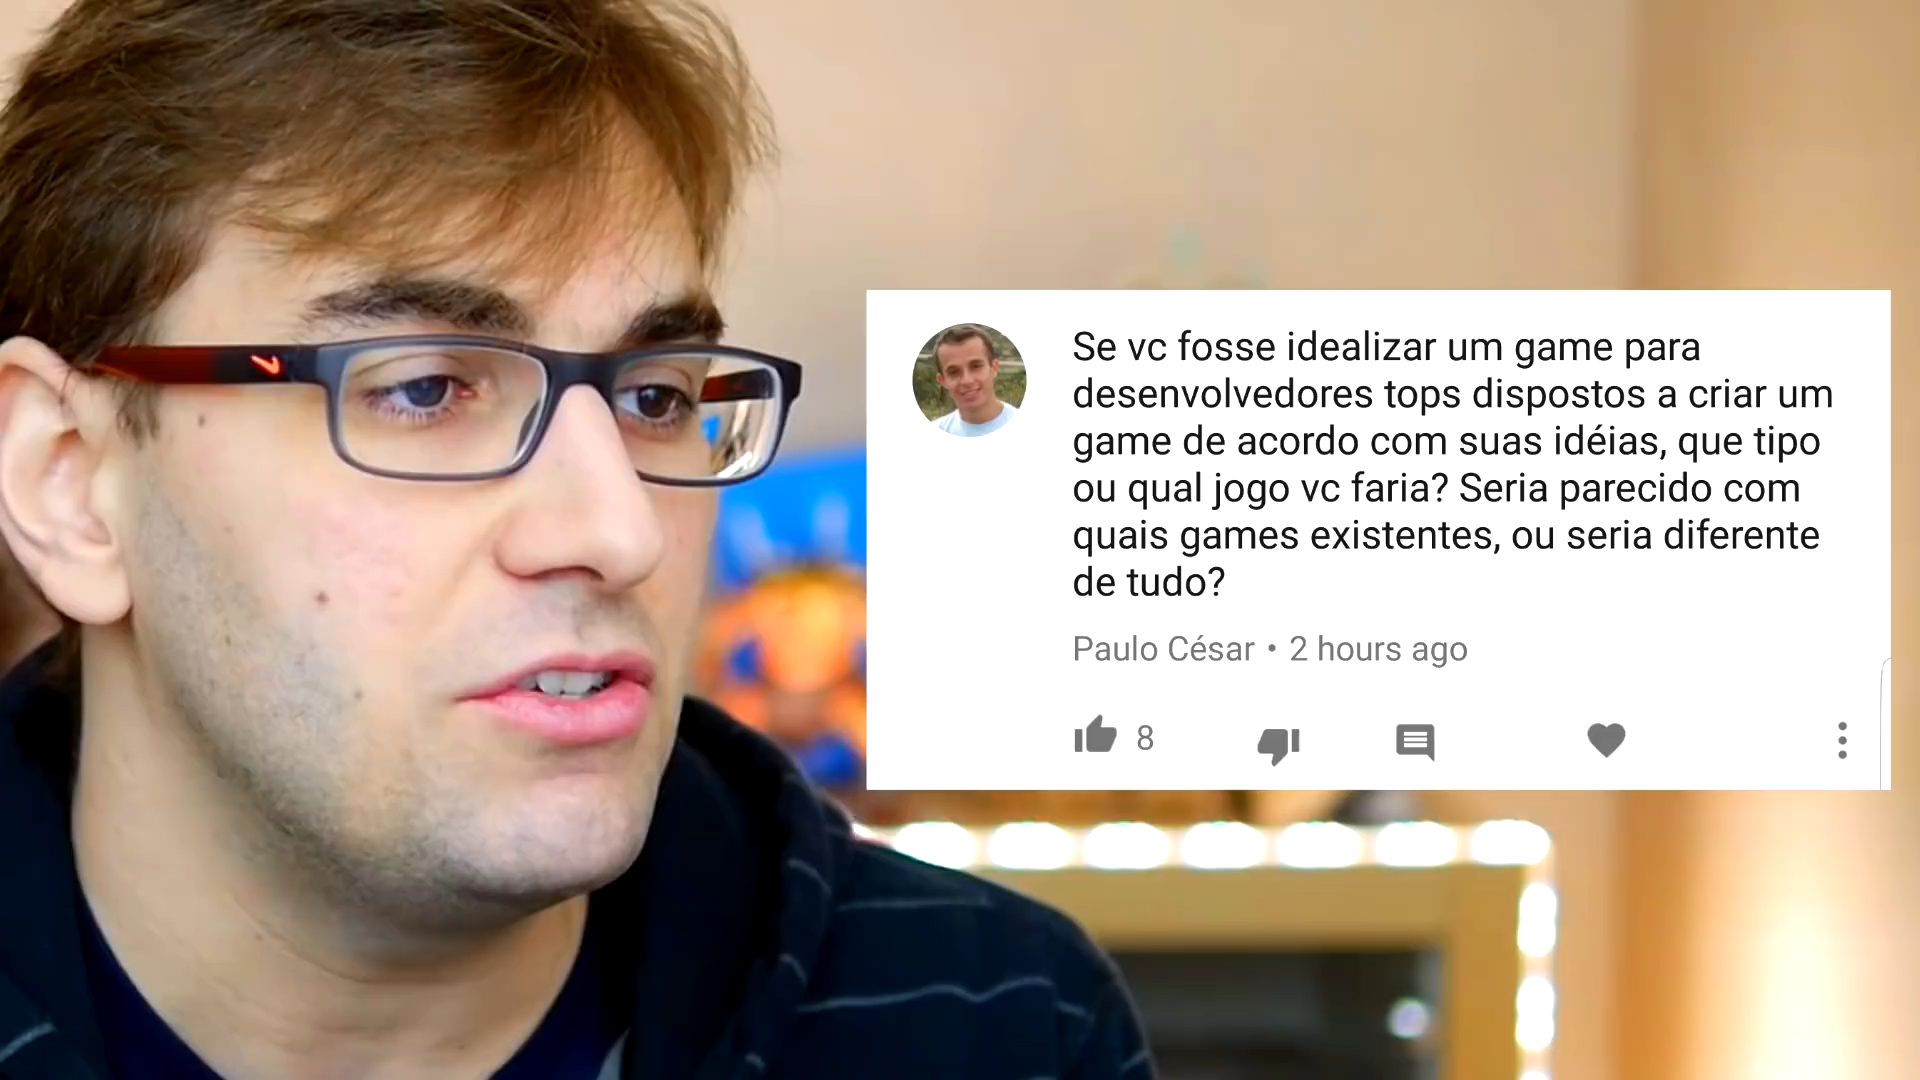 Se vc fosse idealizar um game para
desenvolvedores tops dispostos a criar um
game de acordo com suas idéias, que tipo
ou qual jogo vc faria? Seria parecido com
quais games existentes, ou seria diferente
de tudo?
Paulo César • 2 hours ago
8